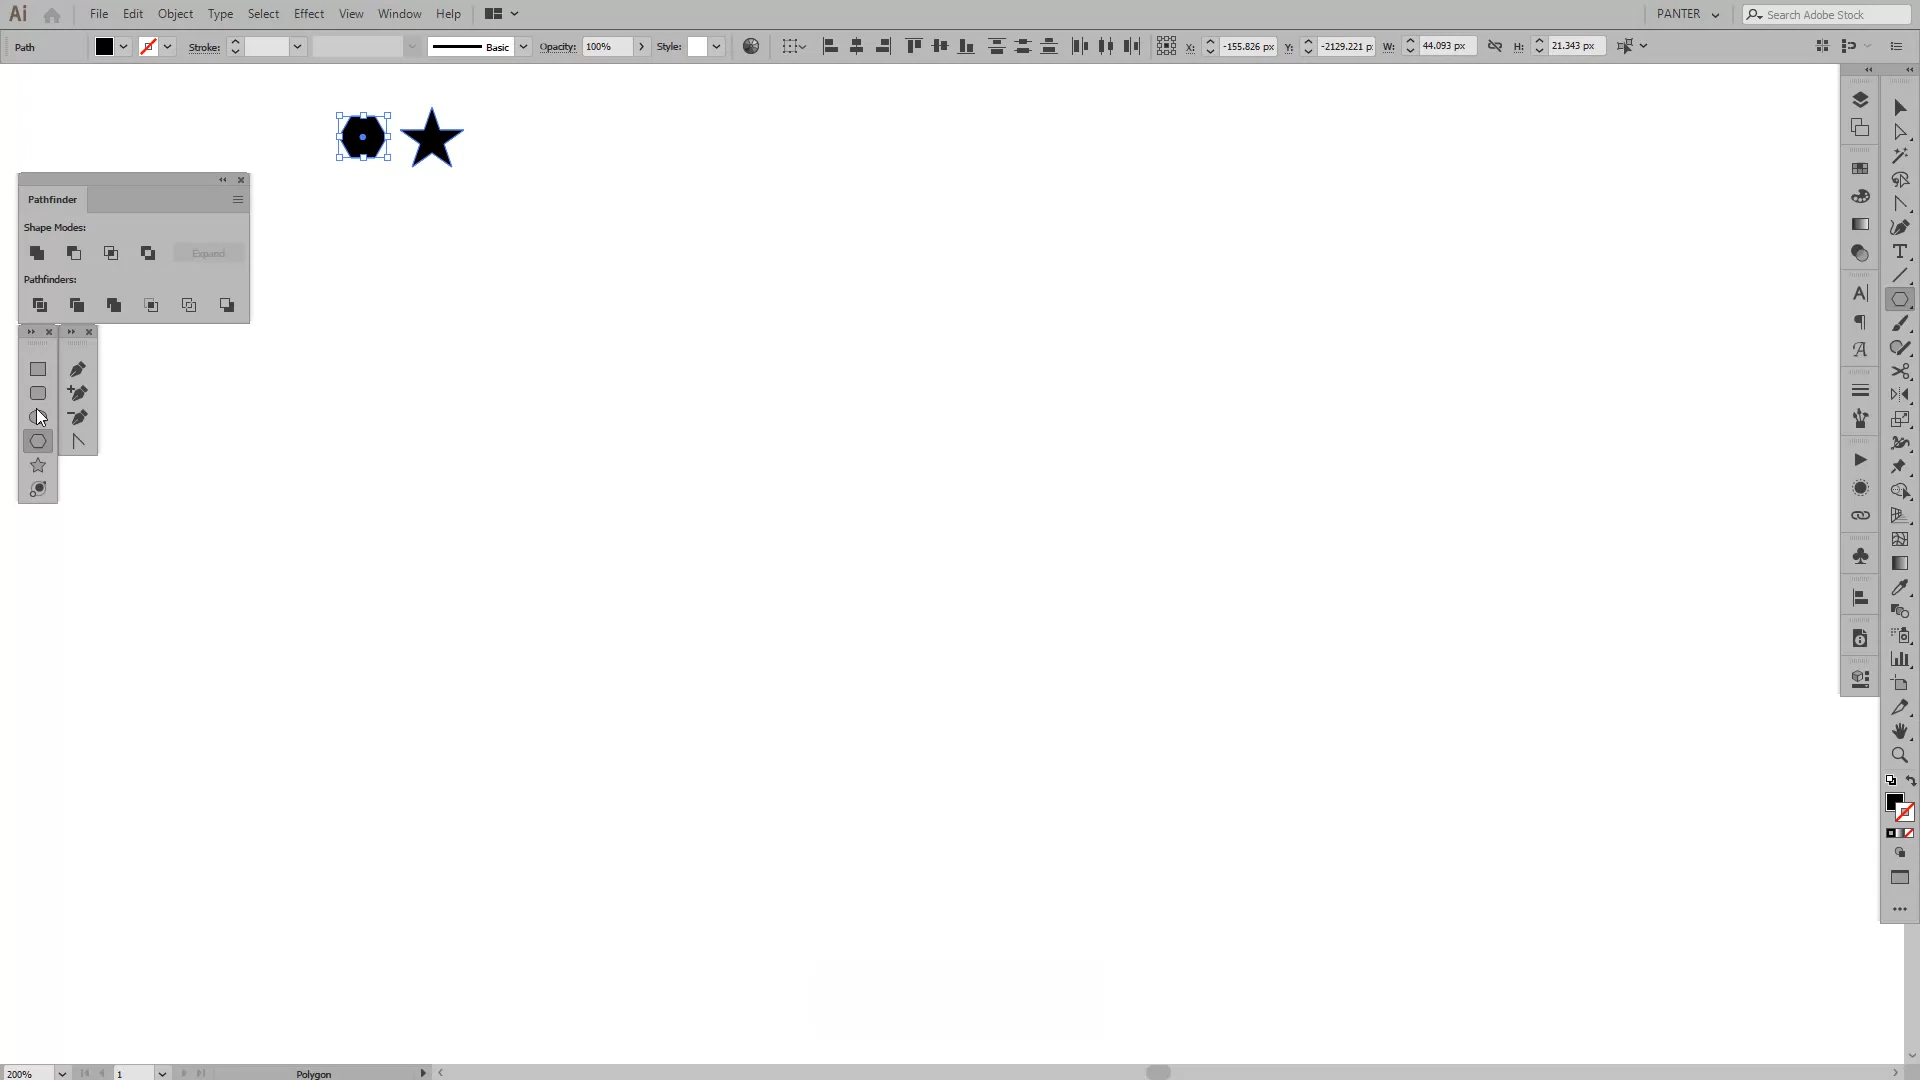 Ai File Edit Object Type Select Effect View Window Help PANTER Search Adobe Stock
Path Stroke: Basic Opacity: 100% Style: X: -155.826 px Y: -2129.221 p W: 44.093 px H: 21.343 px
Pathfinder
Shape Modes:
Expand
Pathfinders:
200% 1 Polygon